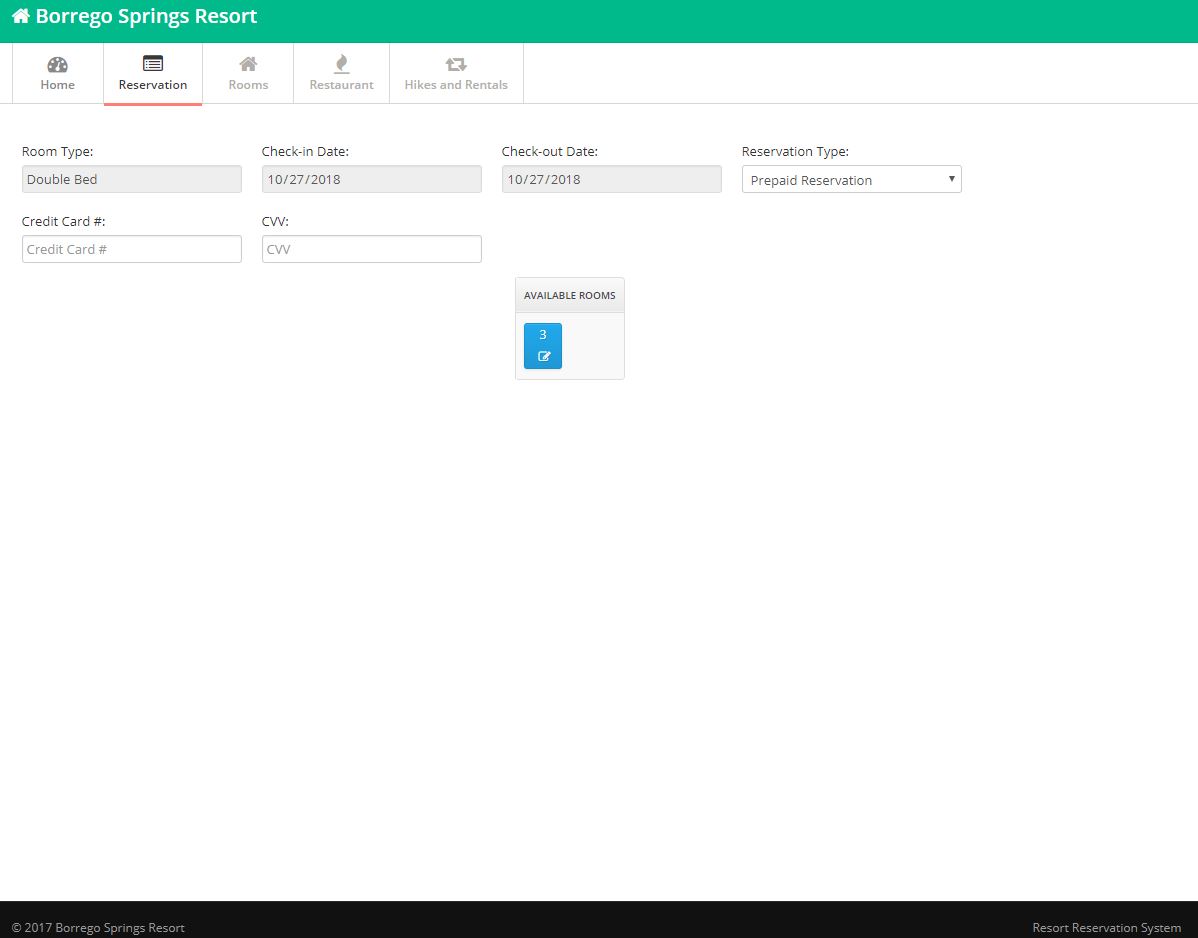 Borrego Springs Resort
Home Reservation Rooms Restaurant Hikes and Rentals
Room Type: Check-in Date: Check-out Date: Reservation Type:
Double Bed 10/27/2018 10/27/2018 Prepaid Reservation
Credit Card #: CVV:
Credit Card # CVV
AVAILABLE ROOMS
3
© 2017 Borrego Springs Resort Resort Reservation System